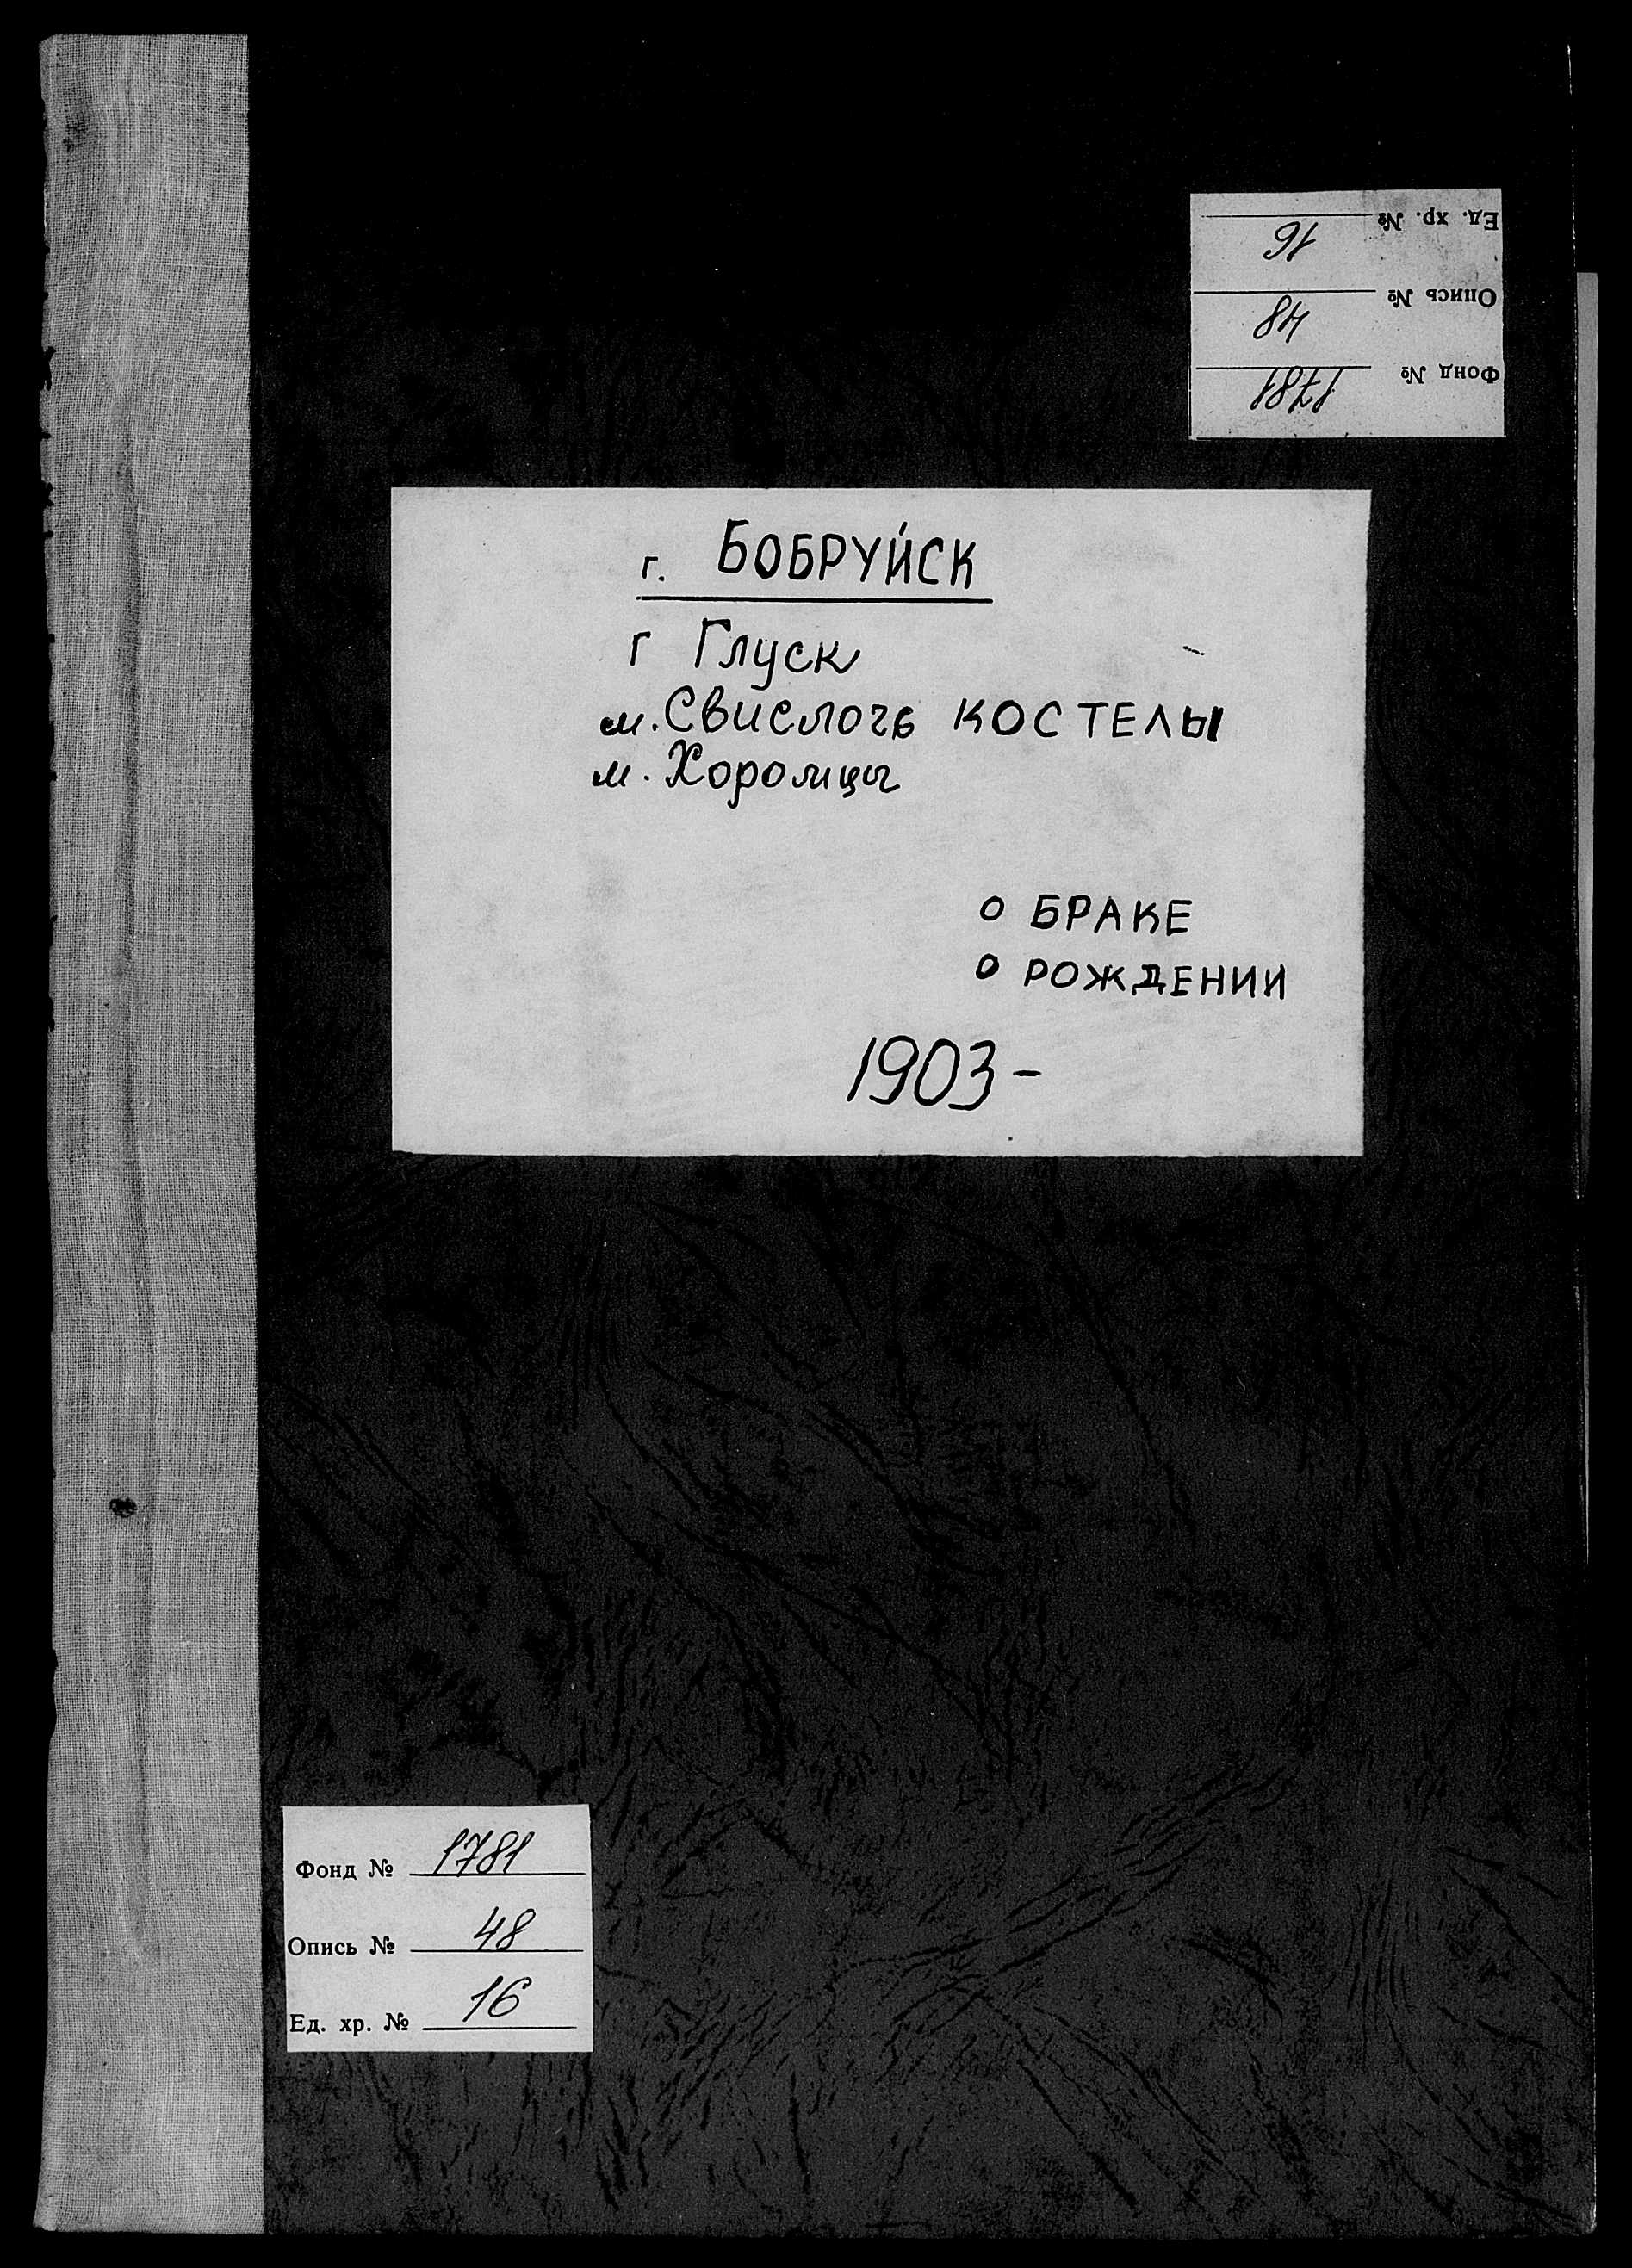 Фонд № 1781
Опись № 48
Ед. хр. № 16
г. БОБРУЙСК
г Глуск
м. Свислочь КОСТЕЛЫ
м. Хоромцы
о БРАКЕ
о РОЖДЕНИИ
1903-
Фонд № 1781
Опись № 48
Ед. хр. № 16